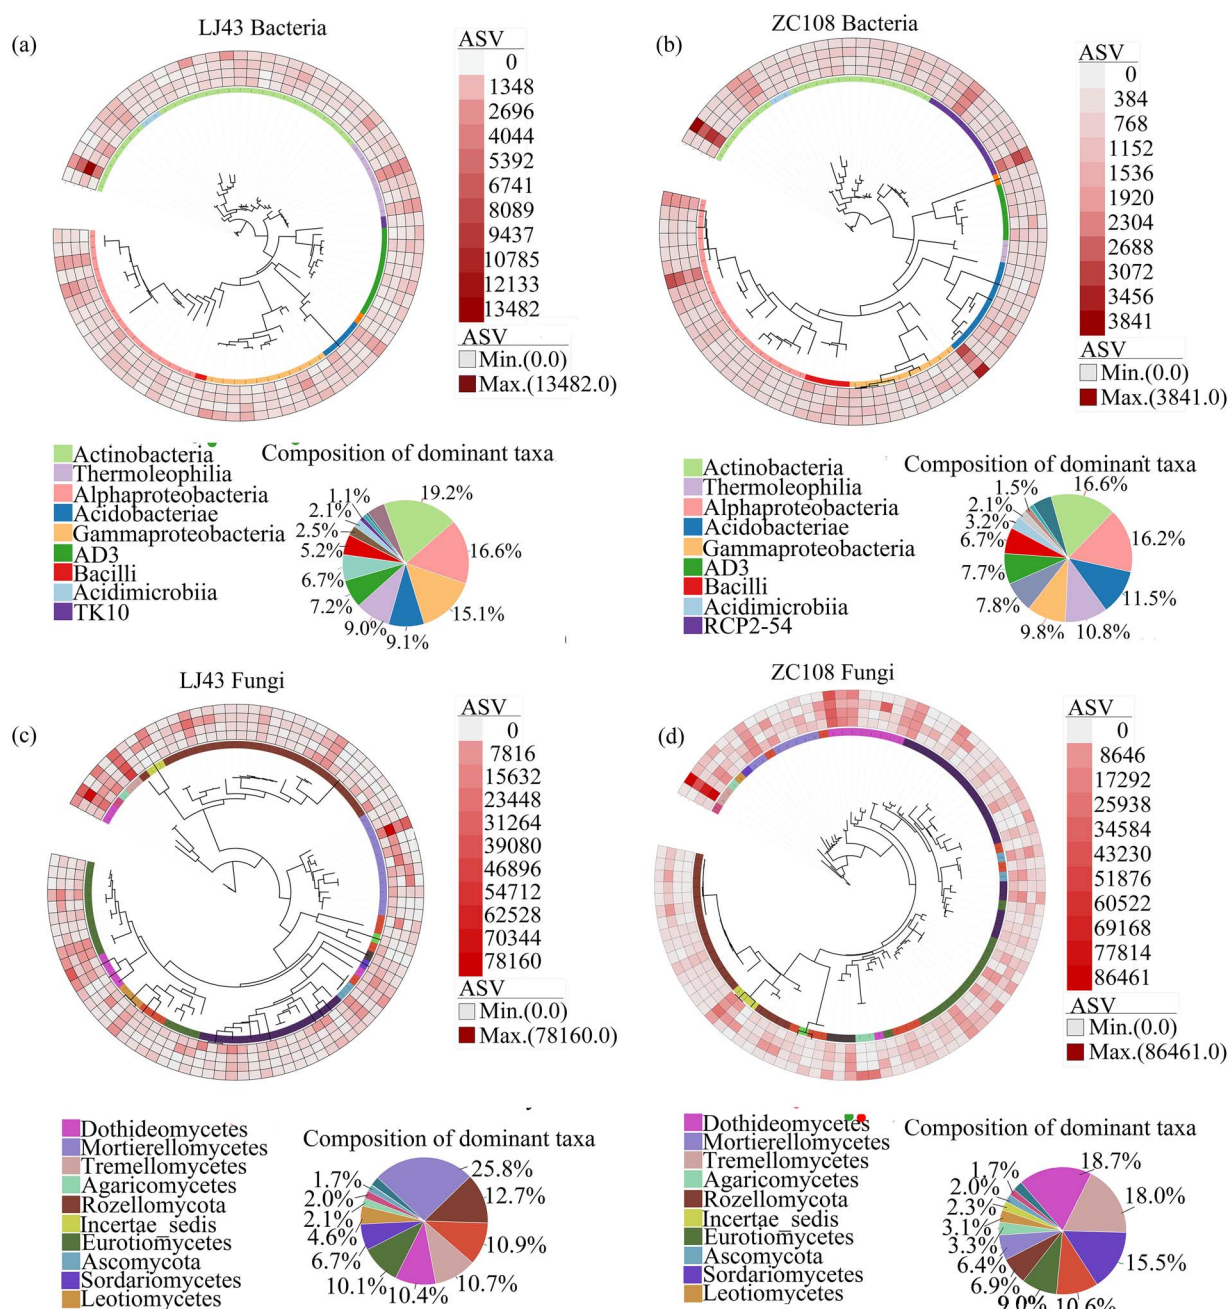 (a)
LJ43 Bacteria
ASV
0
1348
2696
4044
5392
6741
8089
9437
10785
12133
13482
ASV
Min.(0.0)
Max.(13482.0)
(b)
ZC108 Bacteria
ASV
0
384
768
1152
1536
1920
2304
2688
3072
3456
3841
ASV
Min.(0.0)
Max.(3841.0)
Actinobacteria
Thermoleophilia
Alphaproteobacteria
Acidobacteriae
Gammaproteobacteria
AD3
Bacilli
Acidimicrobiia
TK10
Composition of dominant taxa
1.1%
19.2%
2.1%
2.5%
5.2%
16.6%
6.7%
7.2%
15.1%
9.0%
9.1%
Actinobacteria
Thermoleophilia
Alphaproteobacteria
Acidobacteriae
Gammaproteobacteria
AD3
Bacilli
Acidimicrobiia
RCP2-54
Composition of dominant taxa
1.5%
16.6%
2.1%
3.2%
6.7%
16.2%
7.7%
7.8%
11.5%
9.8%
10.8%
(c)
LJ43 Fungi
ASV
0
7816
15632
23448
31264
39080
46896
54712
62528
70344
78160
ASV
Min.(0.0)
Max.(78160.0)
(d)
ZC108 Fungi
ASV
0
8646
17292
25938
34584
43230
51876
60522
69168
77814
86461
ASV
Min.(0.0)
Max.(86461.0)
Dothideomycetes
Mortierellomycetes
Tremellomycetes
Agaricomycetes
Rozellomycota
Incertae_sedis
Eurotiomycetes
Ascomycota
Sordariomycetes
Leotiomycetes
Composition of dominant taxa
1.7%
25.8%
2.0%
12.7%
2.1%
4.6%
10.9%
6.7%
10.1%
10.7%
10.4%
Dothideomycetes
Mortierellomycetes
Tremellomycetes
Agaricomycetes
Rozellomycota
Incertae_sedis
Eurotiomycetes
Ascomycota
Sordariomycetes
Leotiomycetes
Composition of dominant taxa
1.7%
18.7%
2.0%
2.3%
18.0%
3.1%
3.3%
15.5%
6.4%
6.9%
9.0%
10.6%